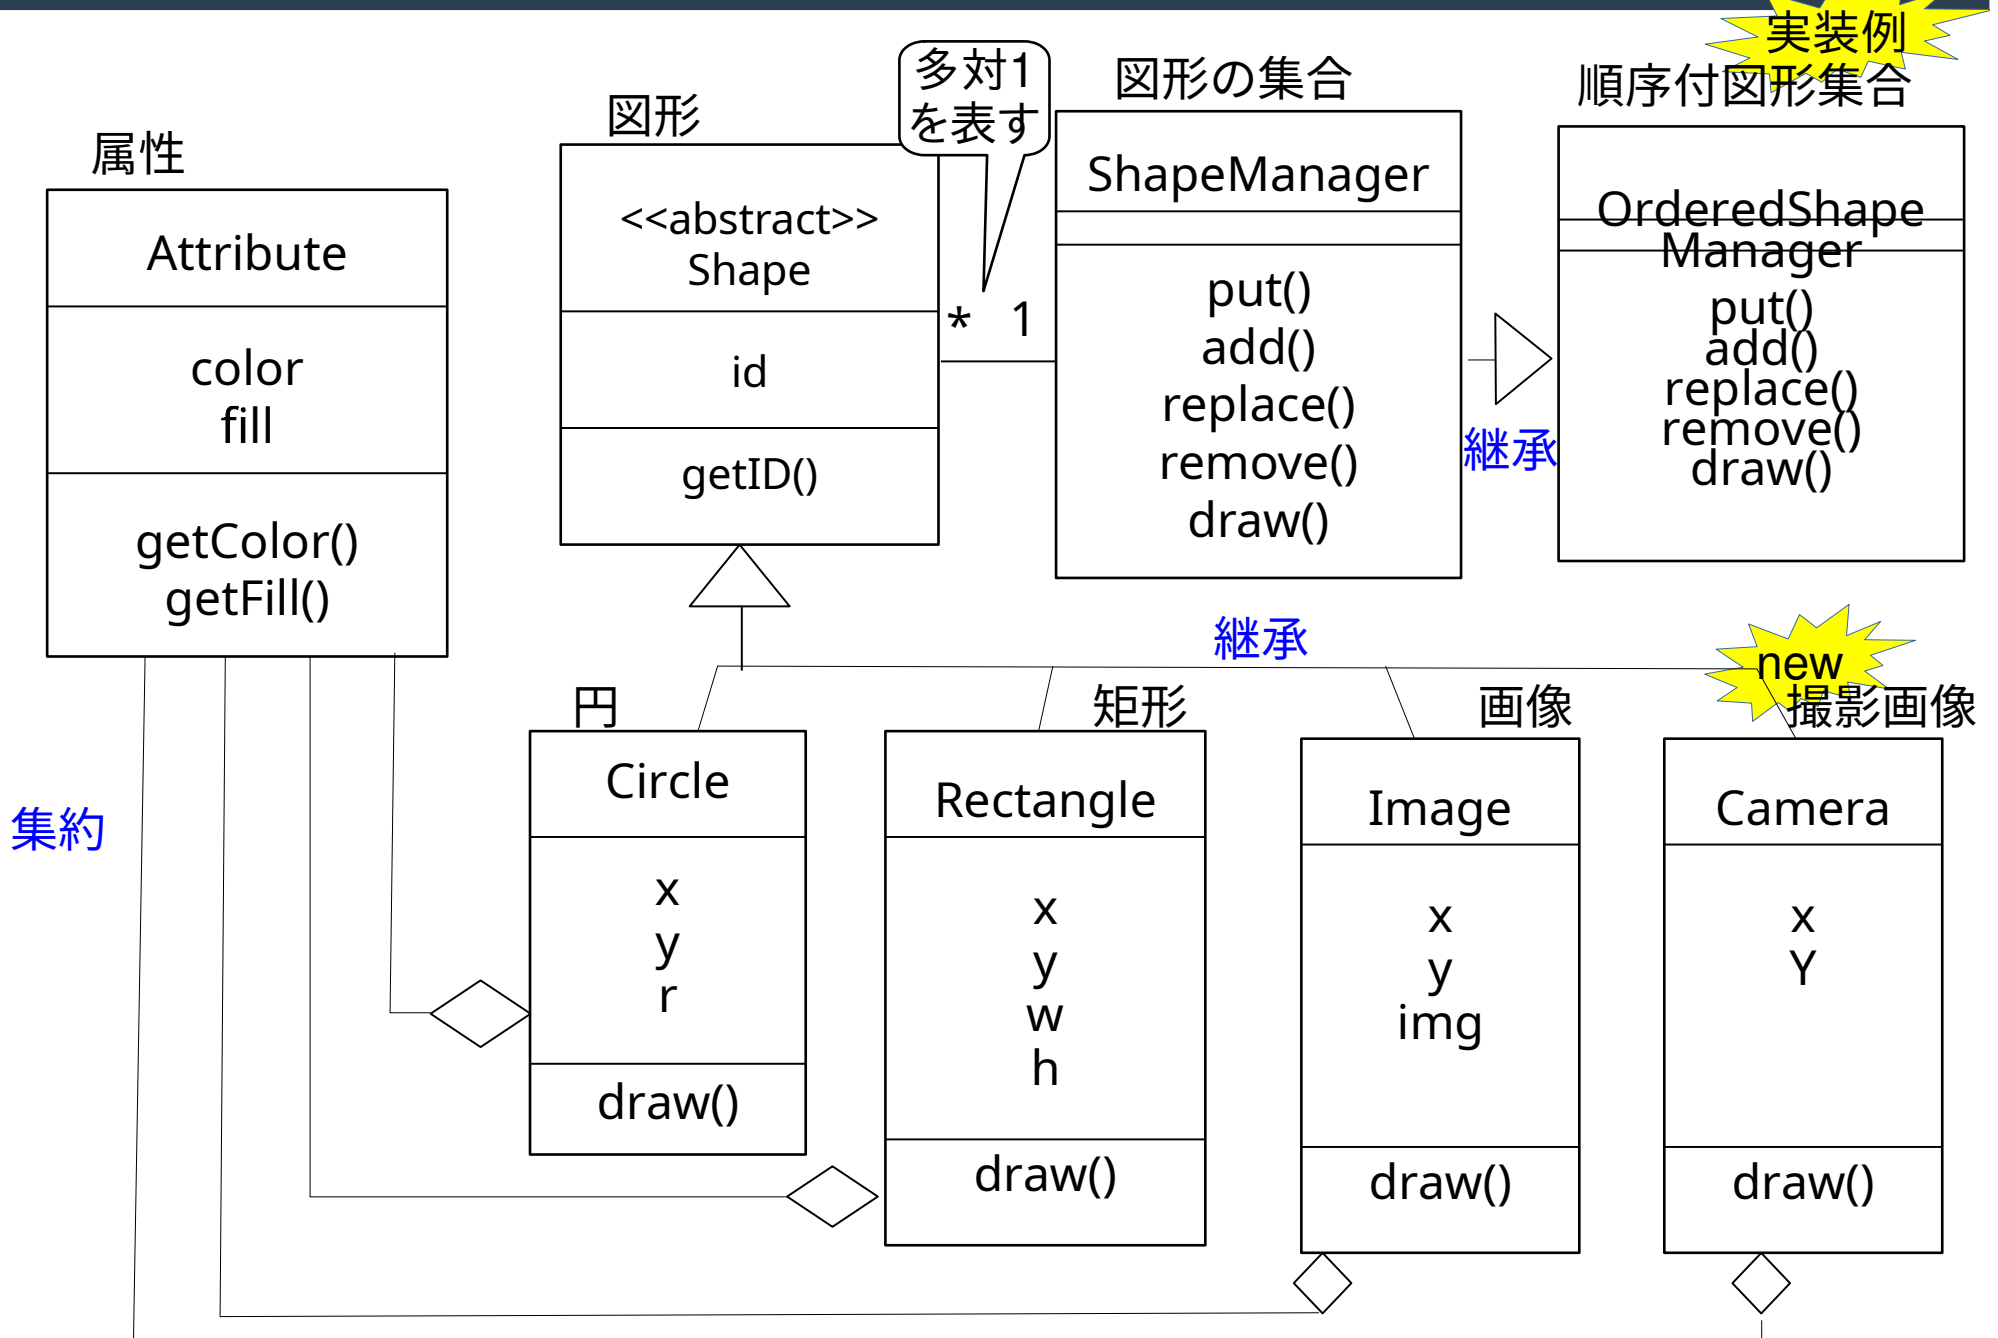 実装例
順序付図形集合
図形の集合
多対1
を表す
図形
属性
Attribute
color
fill
getColor()
getFill()
<<abstract>>
Shape
id
getID()
* 1
ShapeManager
put()
add()
replace()
remove()
draw()
継承
OrderedShape
Manager
put()
add()
replace()
remove()
draw()
継承
new
円
矩形
画像
撮影画像
集約
Circle
x
y
r
draw()
Rectangle
x
y
w
h
draw()
Image
x
y
img
draw()
Camera
x
Y
draw()